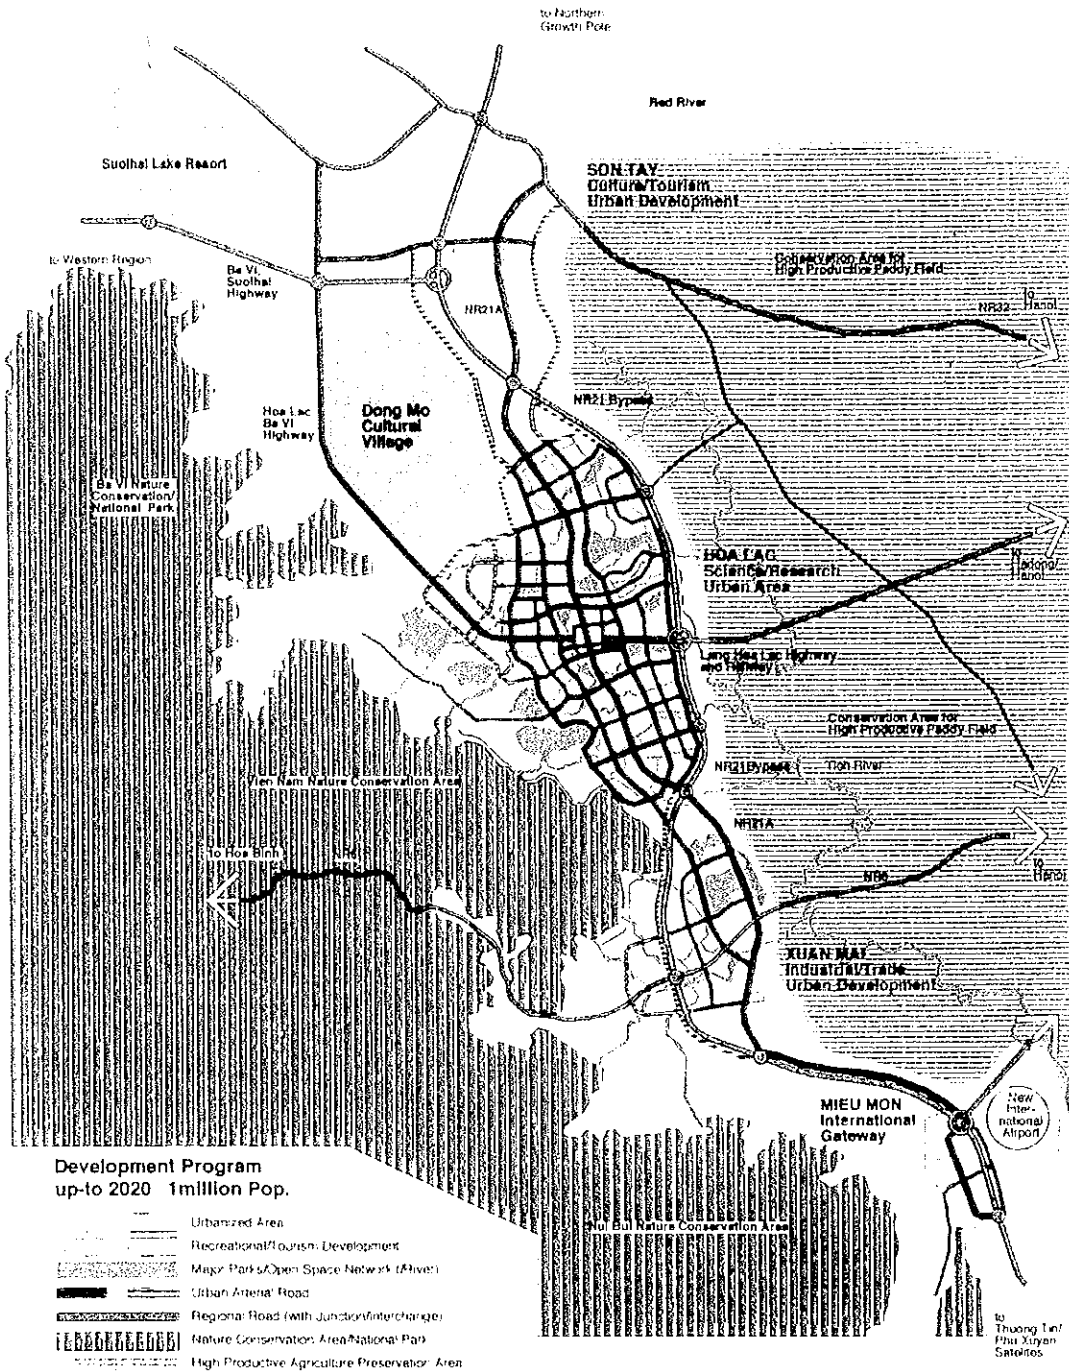 to Northern
Growth Pole
Red River
Suoihai Lake Resort
SON TAY
Culture/Tourism
Urban Development
to Western Region
Ba Vi,
Suoihai
Highway
Conservation Area for
High Productive Paddy Field
NR21A
NR32
to
Hanoi
NR21 Bypass
Hoa Lac
Ba Vi
Highway
Dong Mo
Cultural
Village
Ba Vi Nature
Conservation/
National Park
HOA LAC
Science/Research
Urban Area
to
Hadong/
Hanoi
Lang Hoa Lac Highway
and Railway
Conservation Area for
High Productive Paddy Field
NR21Bypass
Tich River
Vien Nam Nature Conservation Area
NR21A
to Hoa Binh
NR6
NR6
to
Hanoi
XUAN MAI
Industrial/Trade
Urban Development
MIEU MON
International
Gateway
New
Inter-
national
Airport
Development Program
up-to 2020 1million Pop.
Urbanized Area
Recreational/Tourism Development
Major Parks/Open Space Network (/River)
Urban Arterial Road
Regional Road (with Junction/Interchange)
Nature Conservation Area/National Park
High Productive Agriculture Preservation Area
Nui Bui Nature Conservation Area
to
Thuong Tin/
Phu Xuyan
Satellites